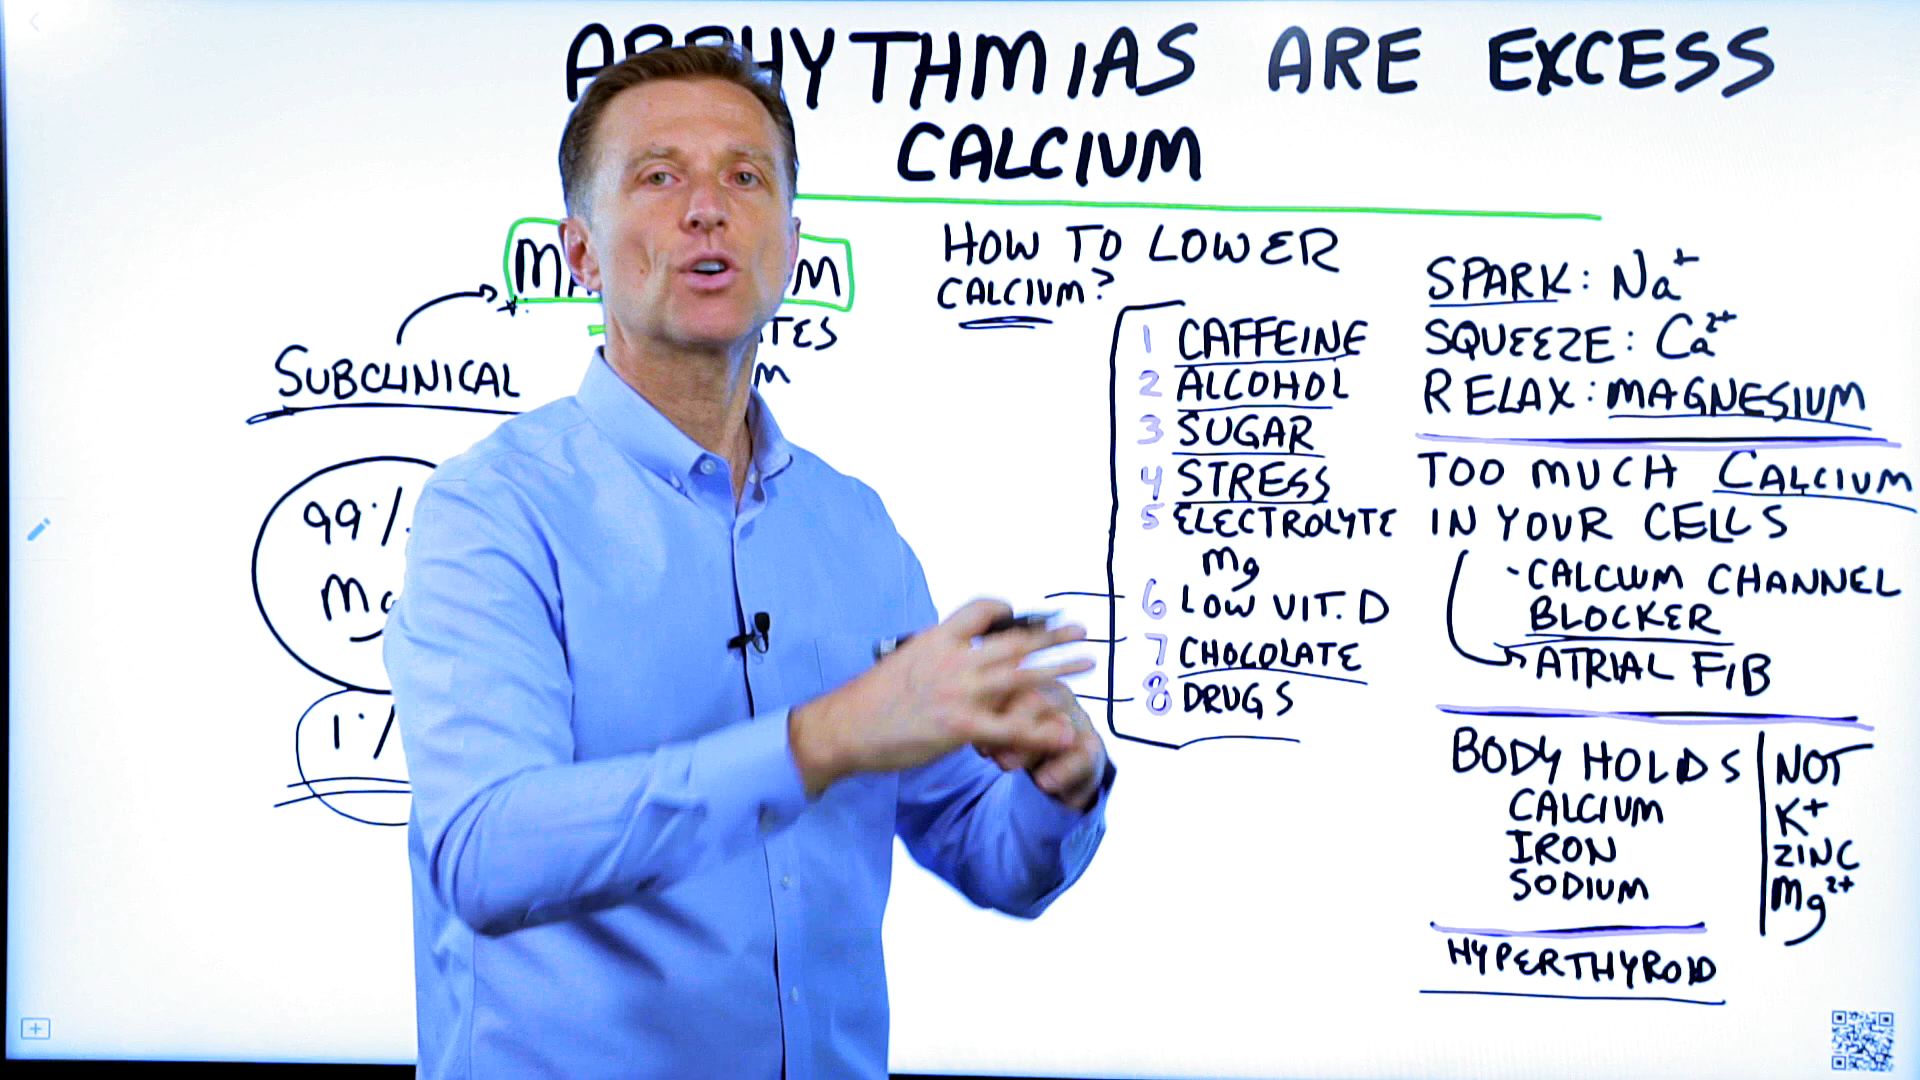 ARRHYTHMIAS ARE EXCESS
CALCIUM
SUBCLINICAL
99%
1%
HOW TO LOWER
CALCIUM?
1 CAFFEINE
2 ALCOHOL
3 SUGAR
4 STRESS
5 ELECTROLYTE
Mg
6 LOW VIT. D
7 CHOCOLATE
8 DRUGS
SPARK: Na+
SQUEEZE: Ca2+
RELAX: MAGNESIUM
TOO MUCH CALCIUM
IN YOUR CELLS
- CALCIUM CHANNEL
BLOCKER
ATRIAL FIB
BODY HOLDS
CALCIUM
IRON
SODIUM
NOT
K+
ZINC
Mg2+
HYPERTHYROID